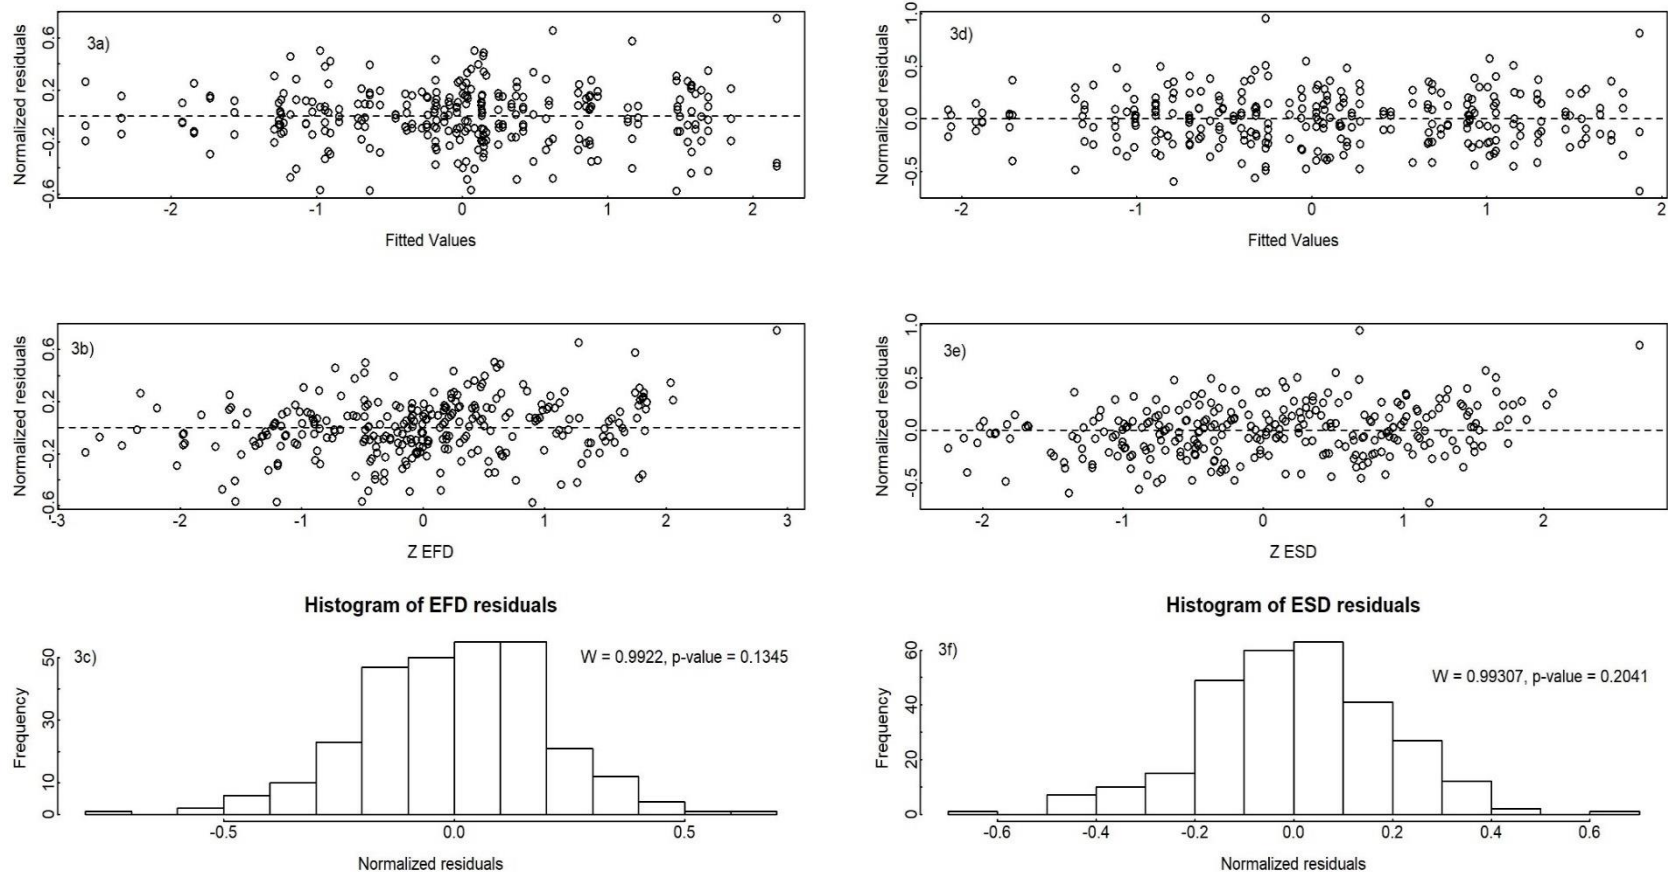 3a)
Normalized residuals
-0.6 -0.2 0.2 0.6
-2 -1 0 1 2
Fitted Values
3d)
Normalized residuals
-0.5 0.0 0.5 1.0
-2 -1 0 1 2
Fitted Values
3b)
Normalized residuals
-0.6 -0.2 0.2 0.6
-3 -2 -1 0 1 2 3
Z EFD
3e)
Normalized residuals
-0.5 0.0 0.5 1.0
-2 -1 0 1 2
Z ESD
Histogram of EFD residuals
3c)
W = 0.9922, p-value = 0.1345
Frequency
0 10 30 50
-0.5 0.0 0.5
Normalized residuals
Histogram of ESD residuals
3f)
W = 0.99307, p-value = 0.2041
Frequency
0 20 40 60
-0.6 -0.4 -0.2 0.0 0.2 0.4 0.6
Normalized residuals